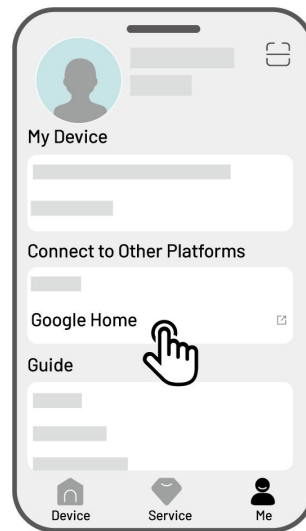 My Device
Connect to Other Platforms
Google Home
Guide
Device Service Me